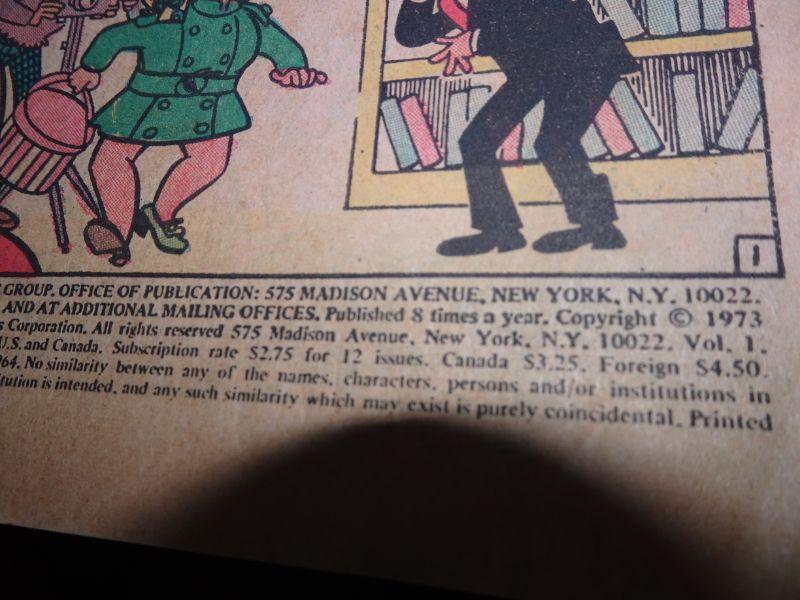 1
GROUP. OFFICE OF PUBLICATION: 575 MADISON AVENUE, NEW YORK, N.Y. 10022.
AND AT ADDITIONAL MAILING OFFICES. Published 8 times a year. Copyright © 1973
s Corporation. All rights reserved 575 Madison Avenue, New York, N.Y. 10022. Vol. 1.
U.S. and Canada. Subscription rate $2.75 for 12 issues. Canada $3.25. Foreign $4.50.
964. No similarity between any of the names, characters, persons and/or institutions in
itution is intended, and any such similarity which may exist is purely coincidental. Printed